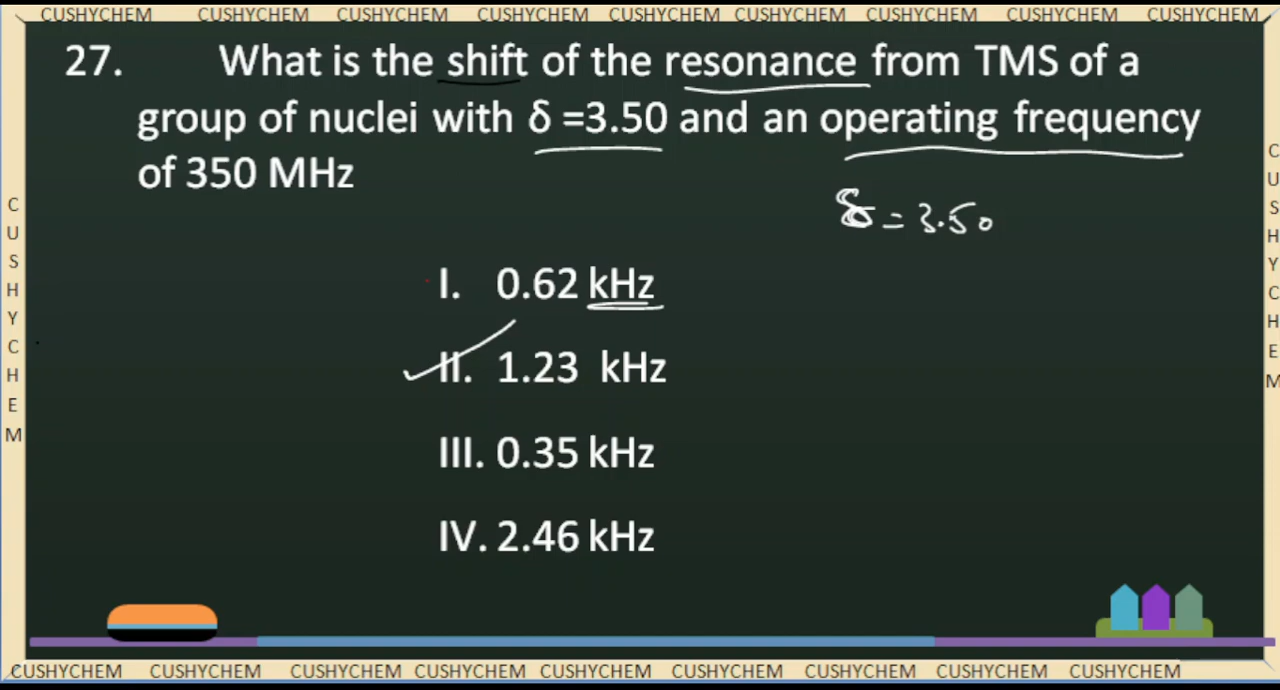 CUSHYCHEM CUSHYCHEM CUSHYCHEM CUSHYCHEM CUSHYCHEM CUSHYCHEM CUSHYCHEM CUSHYCHEM CUSHYCHEM
27. What is the shift of the resonance from TMS of a
group of nuclei with δ =3.50 and an operating frequency
of 350 MHz
δ = 3.50
I. 0.62 kHz
II. 1.23 kHz
III. 0.35 kHz
IV. 2.46 kHz
CUSHYCHEM
CUSHYCHEM
CUSHYCHEM CUSHYCHEM CUSHYCHEM CUSHYCHEM CUSHYCHEM CUSHYCHEM CUSHYCHEM CUSHYCHEM CUSHYCHEM